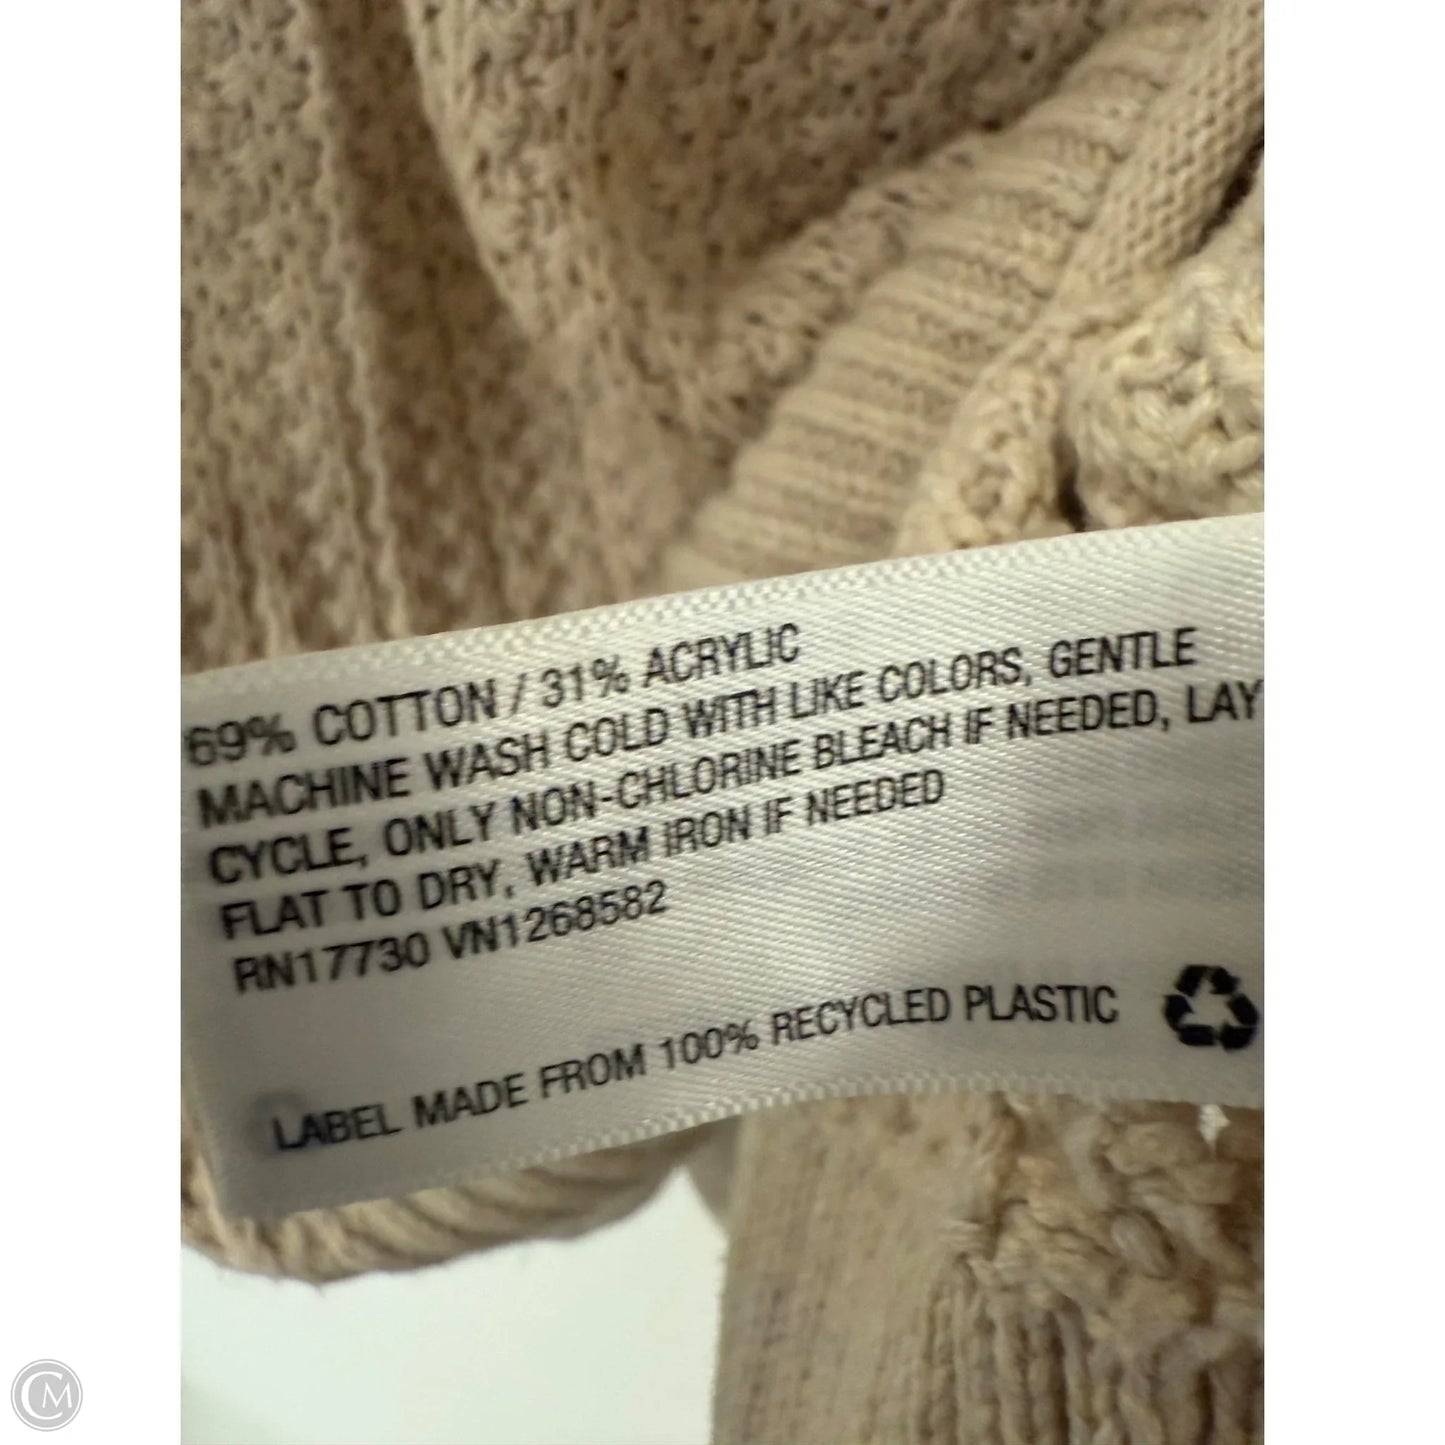 69% COTTON / 31% ACRYLIC
MACHINE WASH COLD WITH LIKE COLORS, GENTLE
CYCLE, ONLY NON-CHLORINE BLEACH IF NEEDED, LAY
FLAT TO DRY, WARM IRON IF NEEDED
RN17730 VN1268582
LABEL MADE FROM 100% RECYCLED PLASTIC
CM